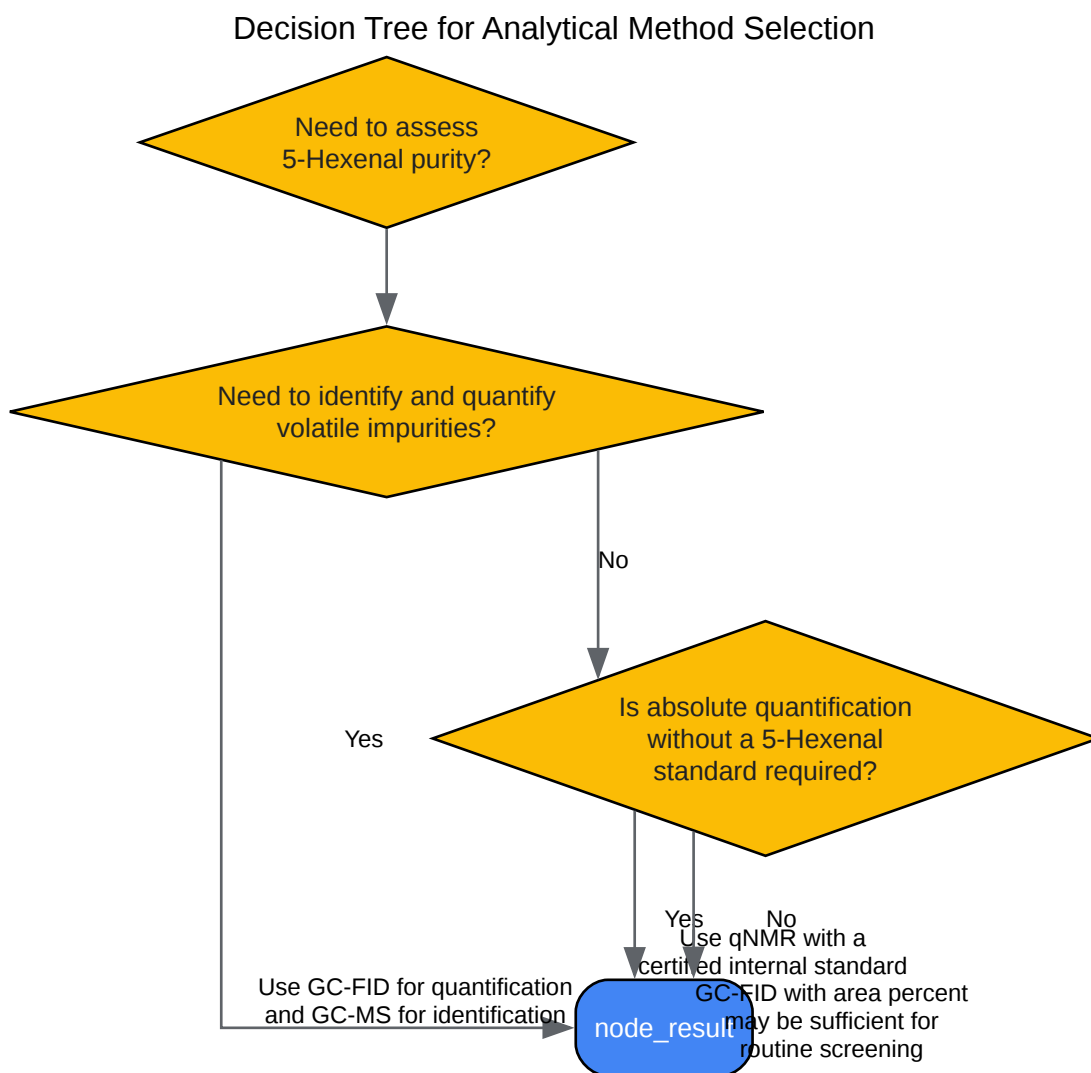 Decision Tree for Analytical Method Selection
Need to assess
5-Hexenal purity?
Need to identify and quantify
volatile impurities?
No
Is absolute quantification
without a 5-Hexenal
standard required?
Yes
Yes
No
Use qNMR with a
certified internal standard
Use GC-FID for quantification
and GC-MS for identification
GC-FID with area percent
may be sufficient for
routine screening
node_result